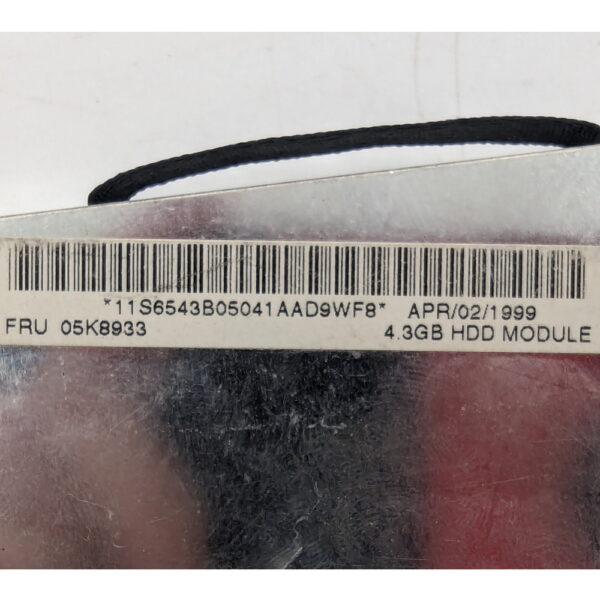 *11S6543B05041AAD9WF8* APR/02/1999
FRU 05K8933 4.3GB HDD MODULE